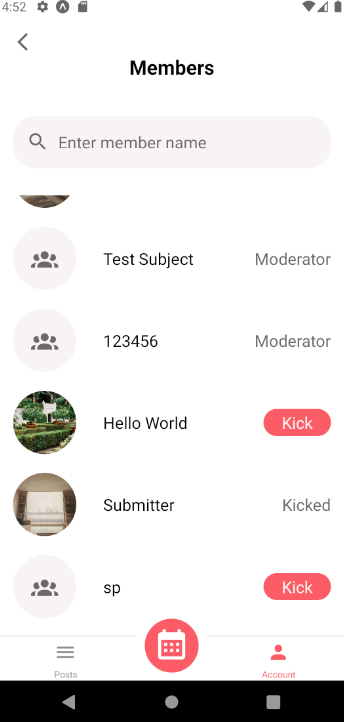 4:52
Members
Enter member name
Test Subject
Moderator
123456
Moderator
Hello World
Kick
Submitter
Kicked
sp
Kick
Posts
Account